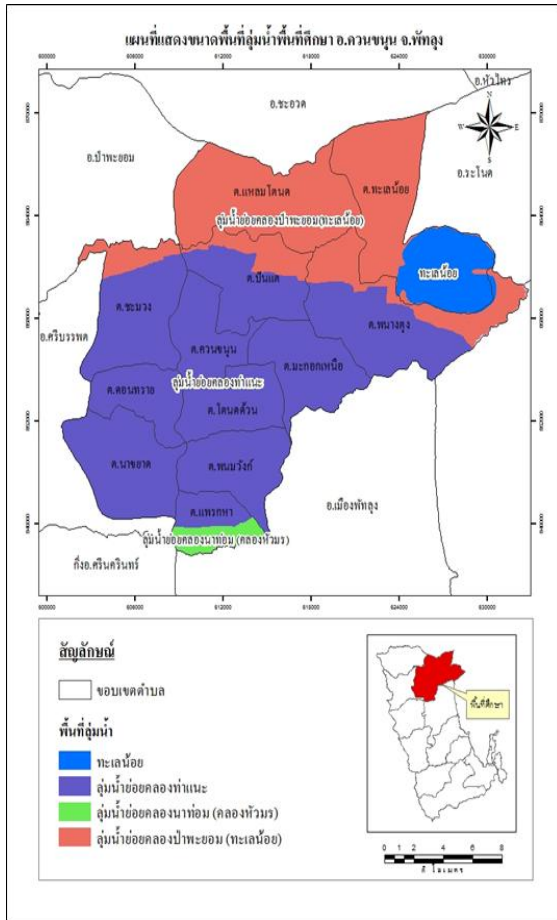 แผนที่แสดงขนาดพื้นที่ลุ่มน้ำพื้นที่ศึกษา อ.ควนขนุน จ.พัทลุง
600000 606000 612000 618000 624000 630000
อ.หัวไทร
อ.ชะอวด
N
W E
S
อ.ป่าพะยอม
อ.ระโนด
ต.แหลมโตนด
ต.ทะเลน้อย
ลุ่มน้ำย่อยคลองป่าพะยอม(ทะเลน้อย)
ทะเลน้อย
ต.ปันแต
ต.ชะมวง
ต.พนางตุง
อ.ศรีบรรพต
ต.ควนขนุน
ต.มะกอกเหนือ
ลุ่มน้ำย่อยคลองท่าแนะ
ต.ดอนทราย
ต.โตนดด้วน
ต.นาขยาด
ต.พนมวังก์
ต.แพรกหา
อ.เมืองพัทลุง
ลุ่มน้ำย่อยคลองนาท่อม (คลองหัวมร)
กิ่งอ.ศรีนครินทร์
600000 606000 612000 618000 624000 630000
สัญลักษณ์
ขอบเขตตำบล
พื้นที่ลุ่มน้ำ
ทะเลน้อย
ลุ่มน้ำย่อยคลองท่าแนะ
ลุ่มน้ำย่อยคลองนาท่อม (คลองหัวมร)
ลุ่มน้ำย่อยคลองป่าพะยอม (ทะเลน้อย)
พื้นที่ศึกษา
0 1 2 4 6 8
กิโลเมตร